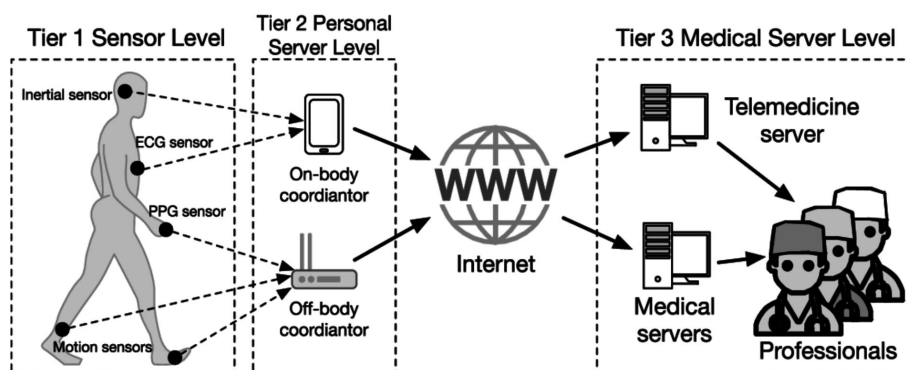 Tier 1 Sensor Level
Tier 2 Personal
Server Level
Tier 3 Medical Server Level
Inertial sensor
ECG sensor
PPG sensor
Motion sensors
On-body
coordiantor
Off-body
coordiantor
WWW
Internet
Telemedicine
server
Medical
servers
Professionals